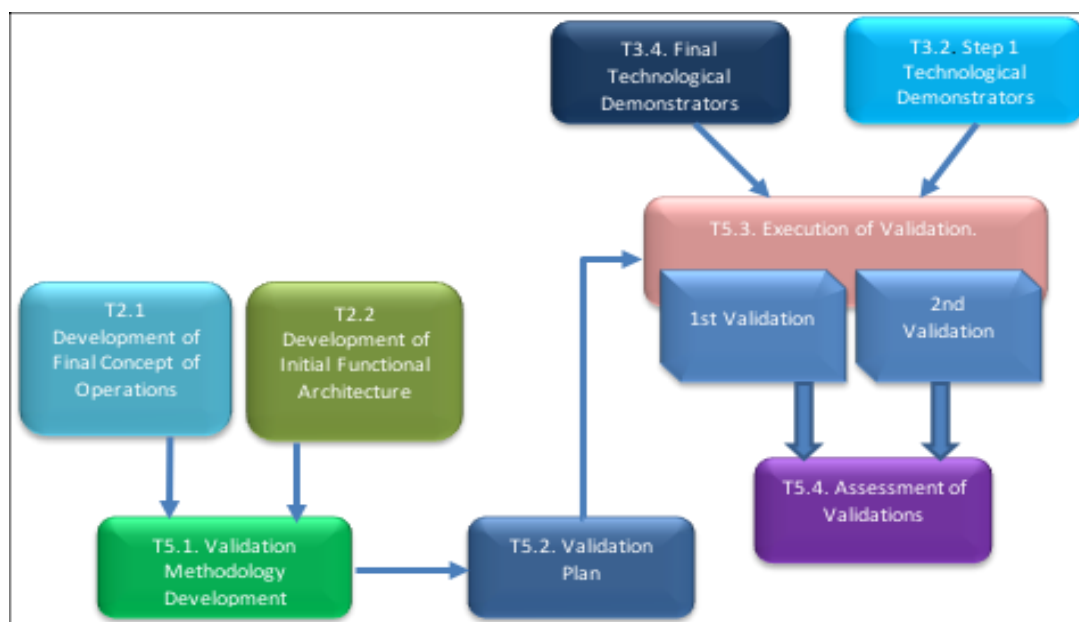 T3.4. Final
Technological
Demonstrators
T3.2. Step 1
Technological
Demonstrators
T5.3. Execution of Validation.
1st Validation
2nd
Validation
T2.1
Development of
Final Concept of
Operations
T2.2
Development of
Initial Functional
Architecture
T5.4. Assessment of
Validations
T5.1. Validation
Methodology
Development
T5.2. Validation
Plan